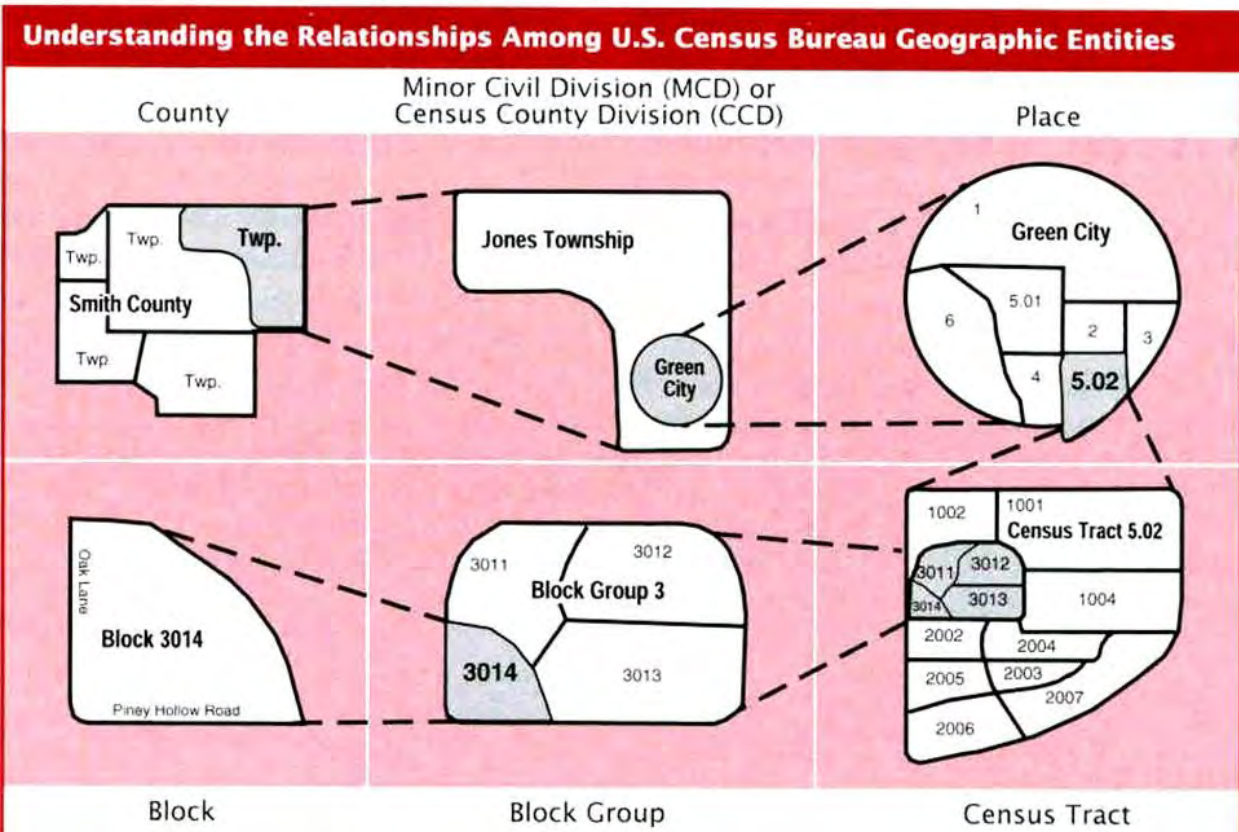 Understanding the Relationships Among U.S. Census Bureau Geographic Entities
County
Minor Civil Division (MCD) or
Census County Division (CCD)
Place
Twp.
Twp.
Twp.
Smith County
Twp
Twp.
Jones Township
Green
City
1
Green City
5.01
6
2
3
4
5.02
Oak Lane
Block 3014
Piney Hollow Road
3011
3012
Block Group 3
3014
3013
1002
1001
Census Tract 5.02
3011
3012
3014
3013
1004
2002
2004
2005
2003
2007
2006
Block
Block Group
Census Tract